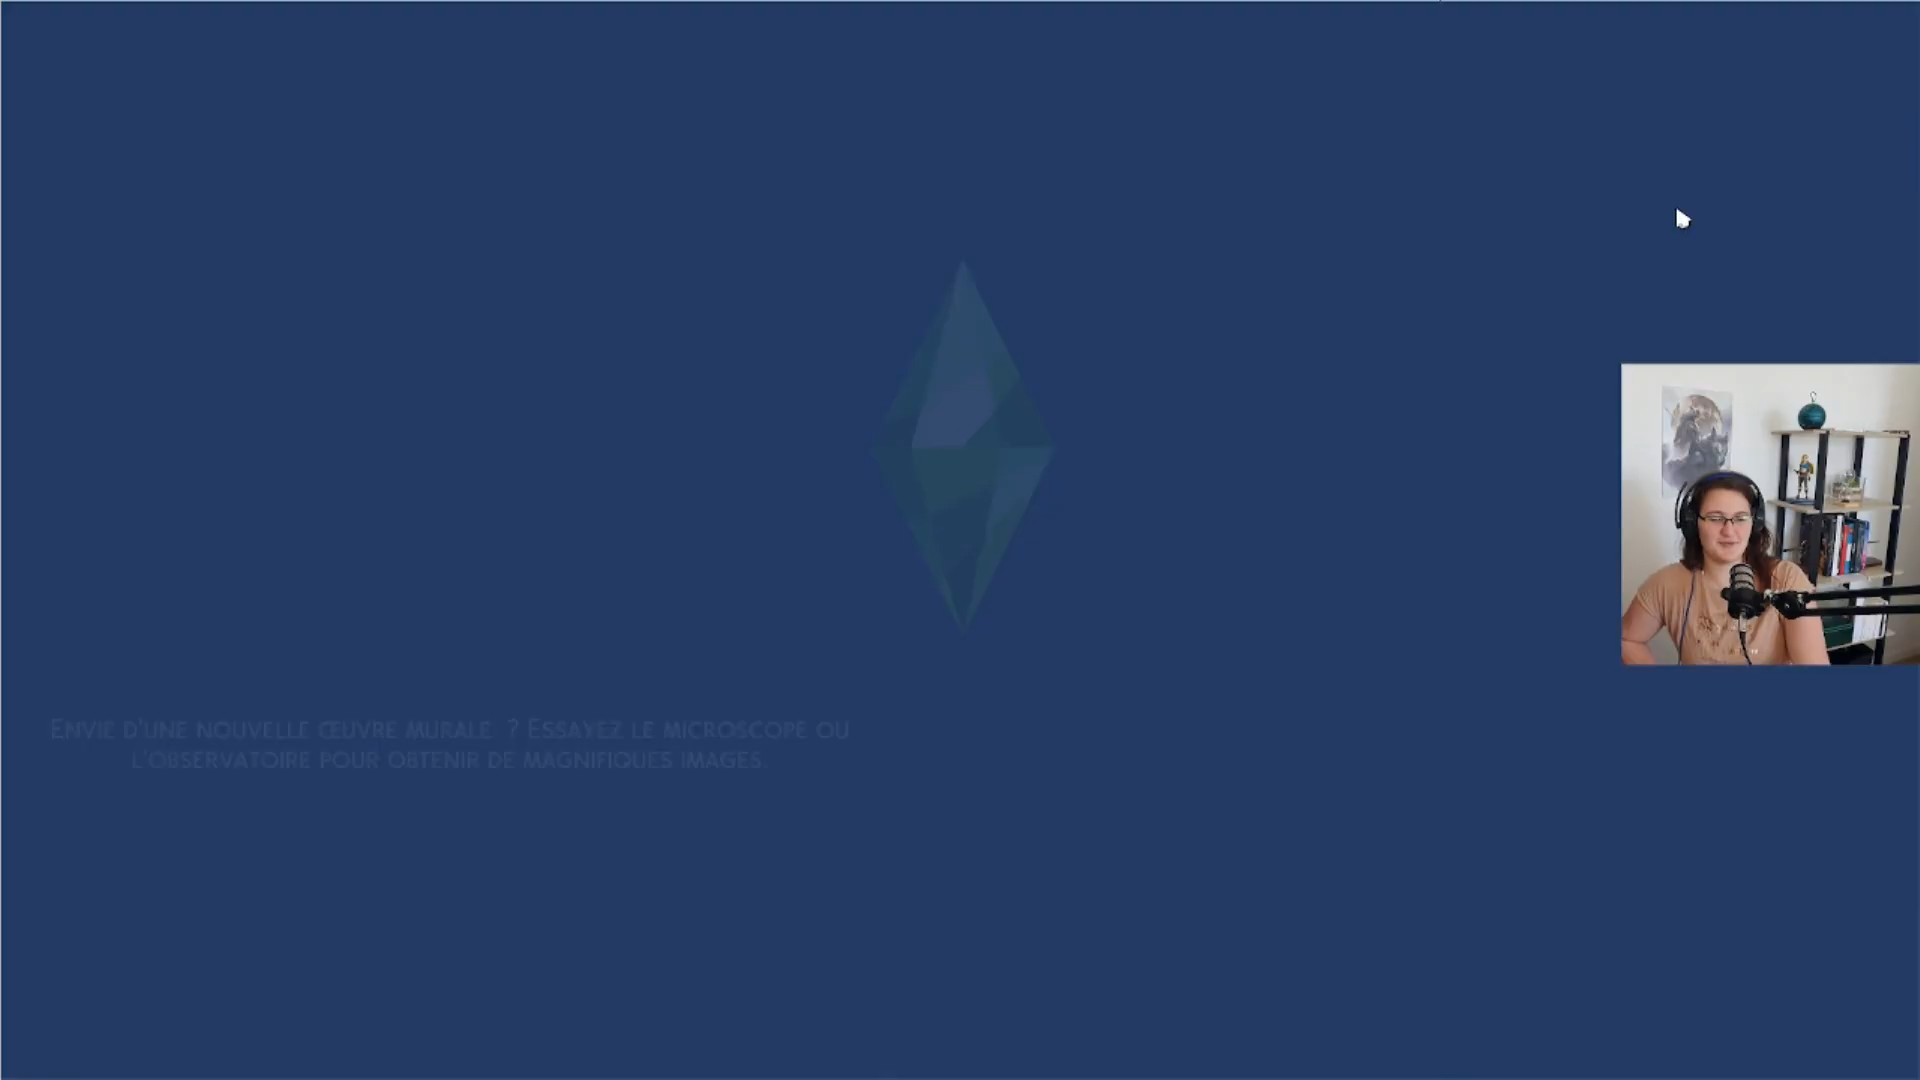 ENVIE D'UNE NOUVELLE ŒUVRE MURALE ? ESSAYEZ LE MICROSCOPE OU
L'OBSERVATOIRE POUR OBTENIR DE MAGNIFIQUES IMAGES.